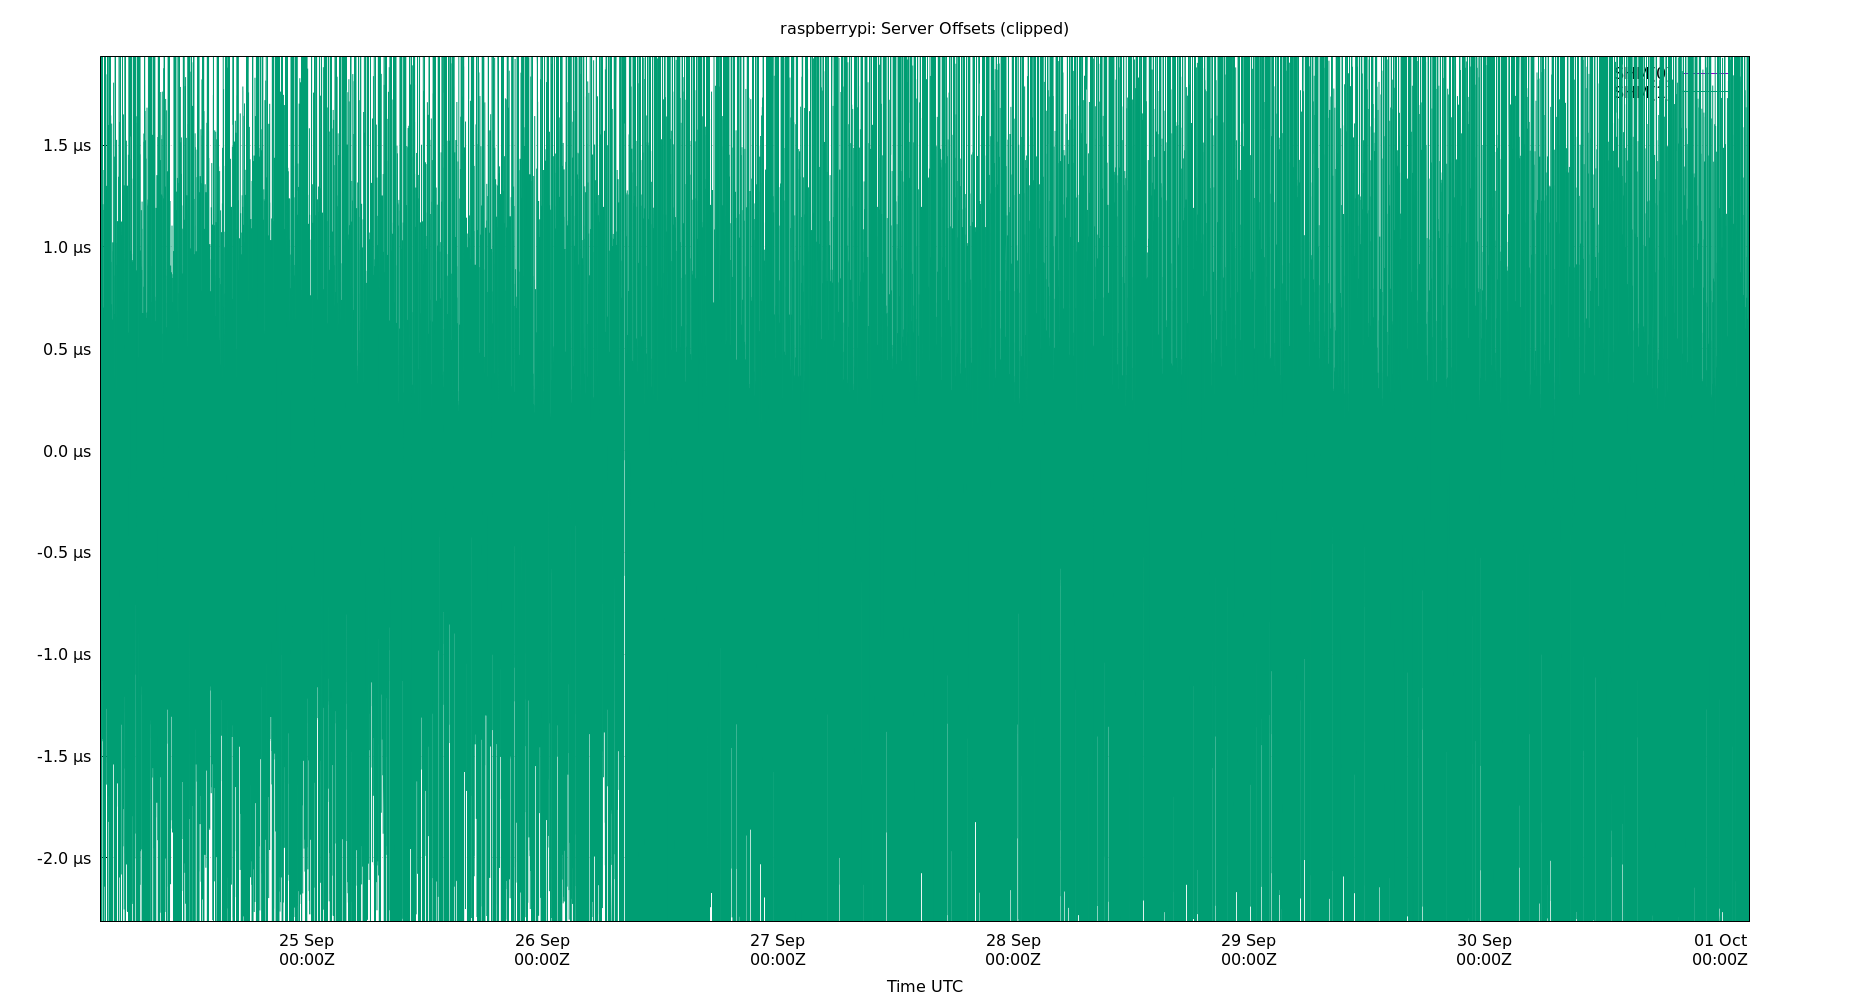 raspberrypi: Server Offsets (clipped)
1.5 µs
1.0 µs
0.5 µs
0.0 µs
-0.5 µs
-1.0 µs
-1.5 µs
-2.0 µs
25 Sep 26 Sep 27 Sep 28 Sep 29 Sep 30 Sep 01 Oct
00:00Z 00:00Z 00:00Z 00:00Z 00:00Z 00:00Z 00:00Z
Time UTC